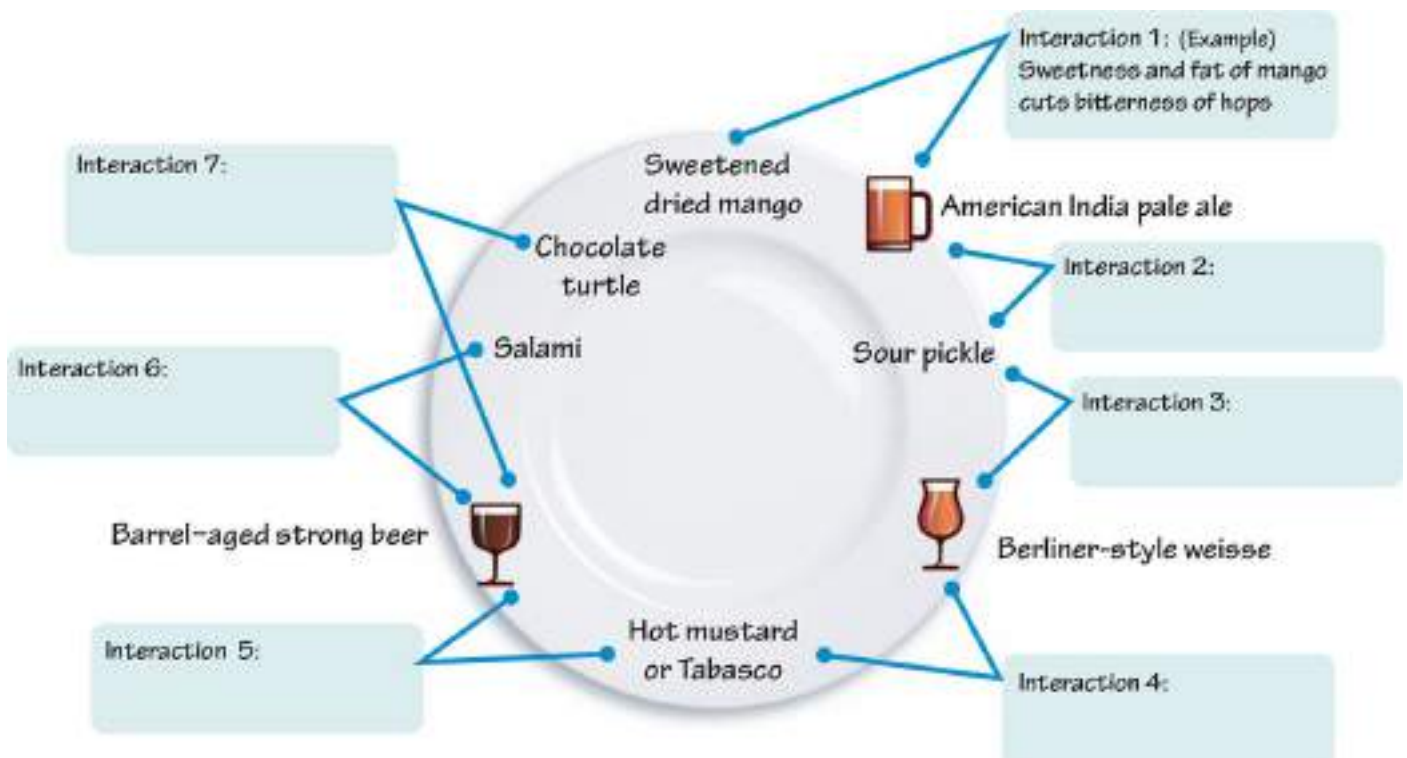 Interaction 1: (Example)
Sweetness and fat of mango
cuts bitterness of hops
Interaction 7:
Sweetened
dried mango
American India pale ale
Chocolate
turtle
Interaction 2:
Salami
Sour pickle
Interaction 6:
Interaction 3:
Barrel-aged strong beer
Berliner-style weisse
Hot mustard
or Tabasco
Interaction 5:
Interaction 4: